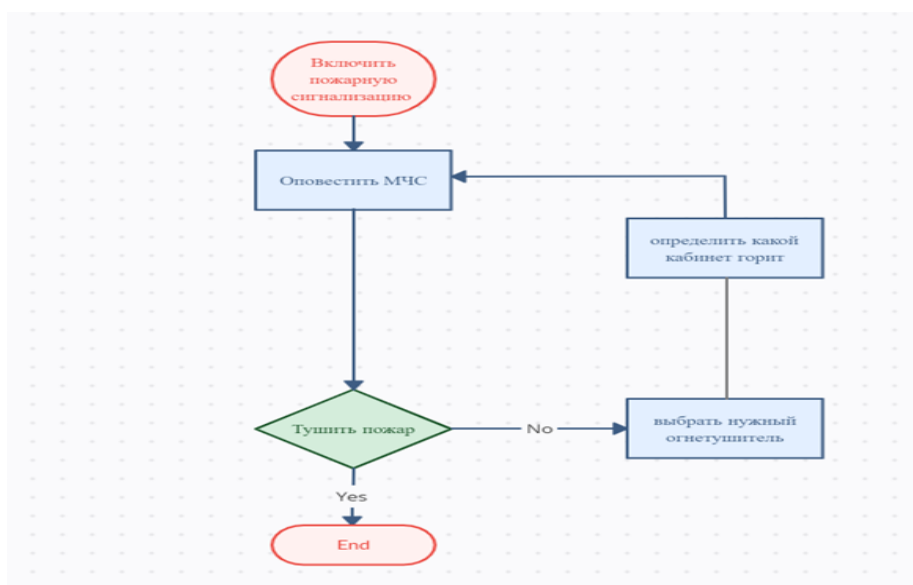 Включить
пожарную
сигнализацию
Оповестить МЧС
определить какой
кабинет горит
Тушить пожар
No
выбрать нужный
огнетушитель
Yes
End